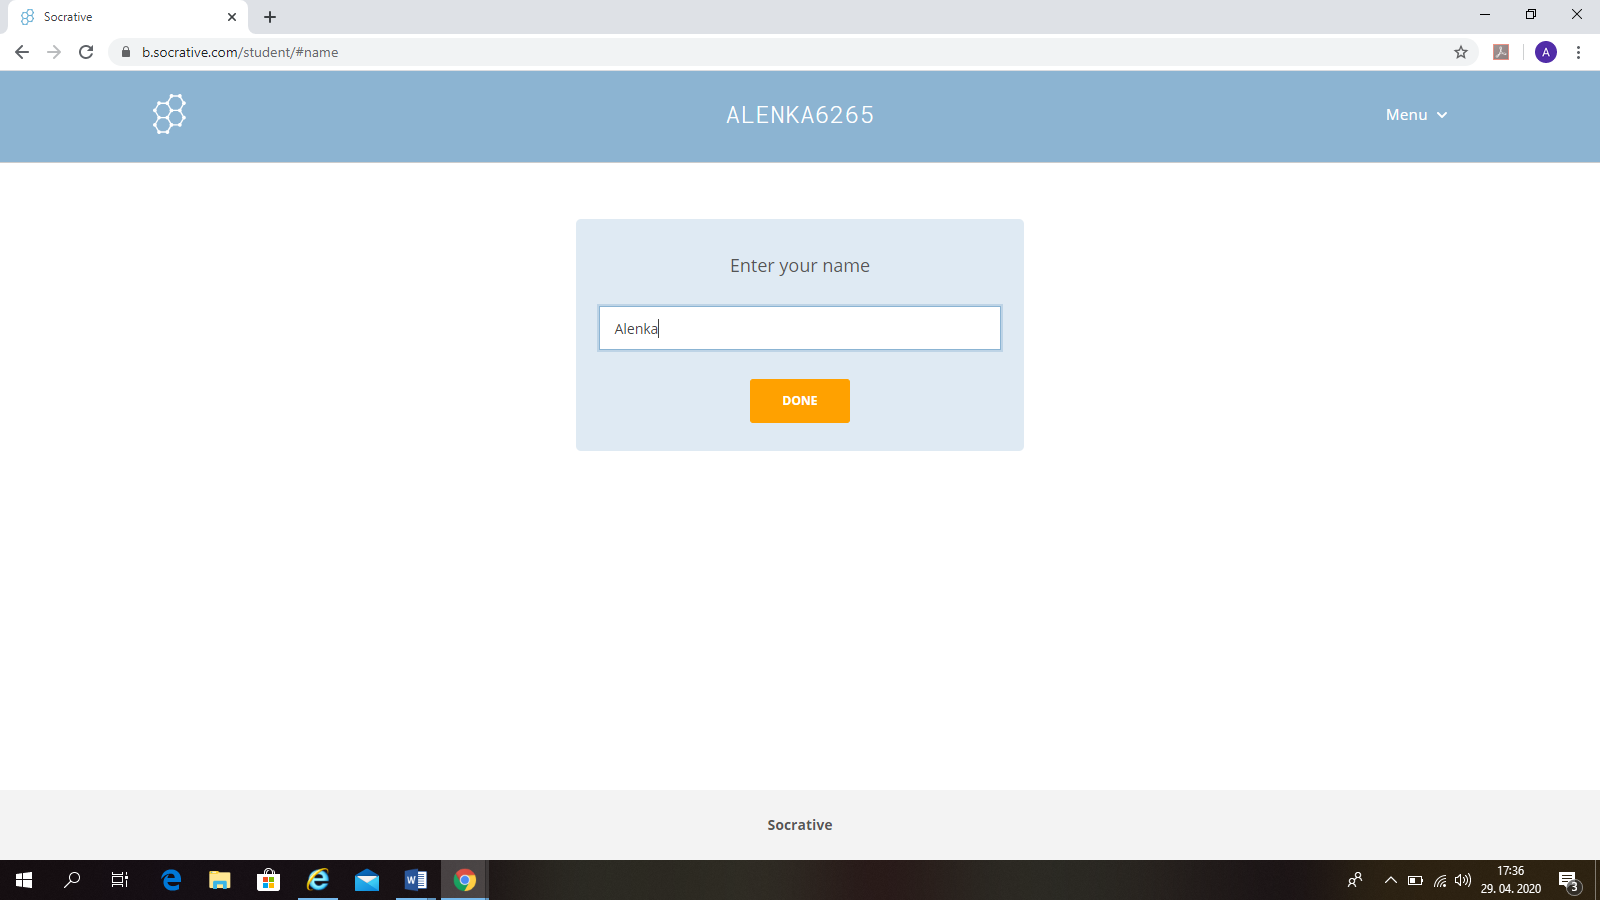 Socrative
b.socrative.com/student/#name
A
ALENKA6265
Menu
Enter your name
Alenka
DONE
Socrative
17:36
29. 04. 2020
3